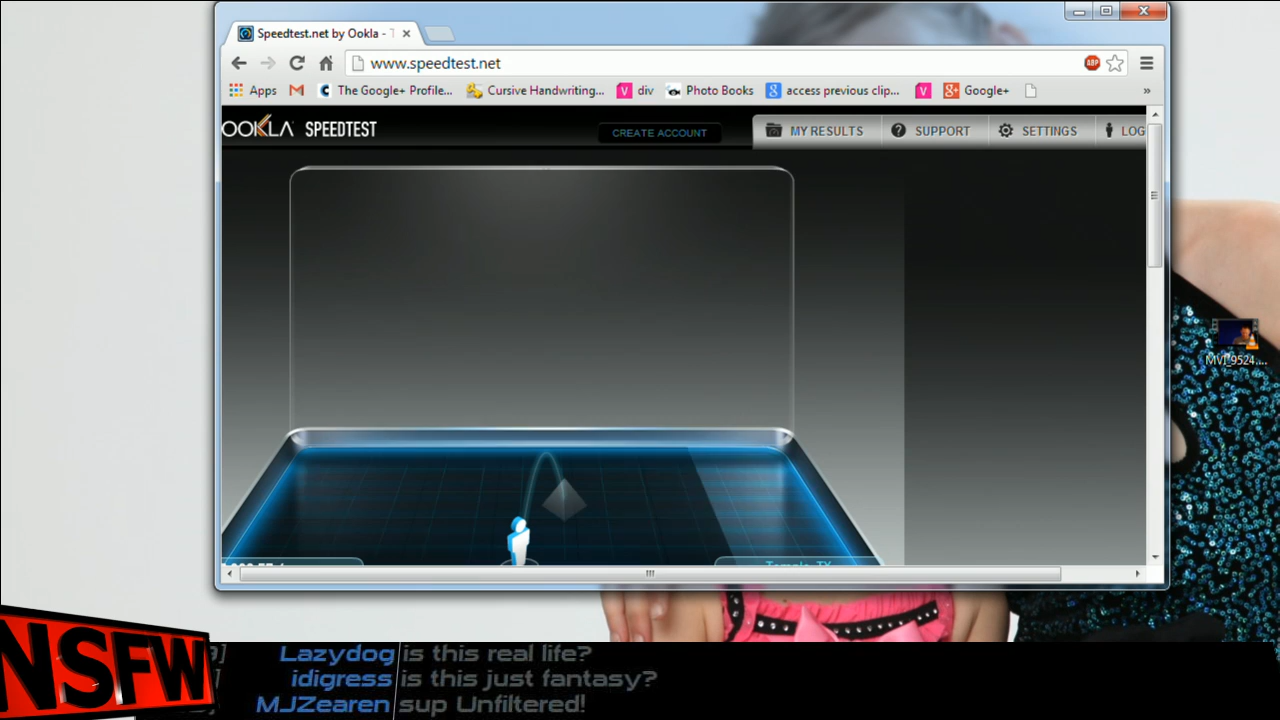 Speedtest.net by Ookla - T
www.speedtest.net
ABP
Apps The Google+ Profile... Cursive Handwriting... div Photo Books access previous clip... Google+ »
OOKLA SPEEDTEST CREATE ACCOUNT MY RESULTS SUPPORT SETTINGS LOG
MVI_9524....
NSFW
Lazydog is this real life?
idigress is this just fantasy?
MJZearen sup Unfiltered!